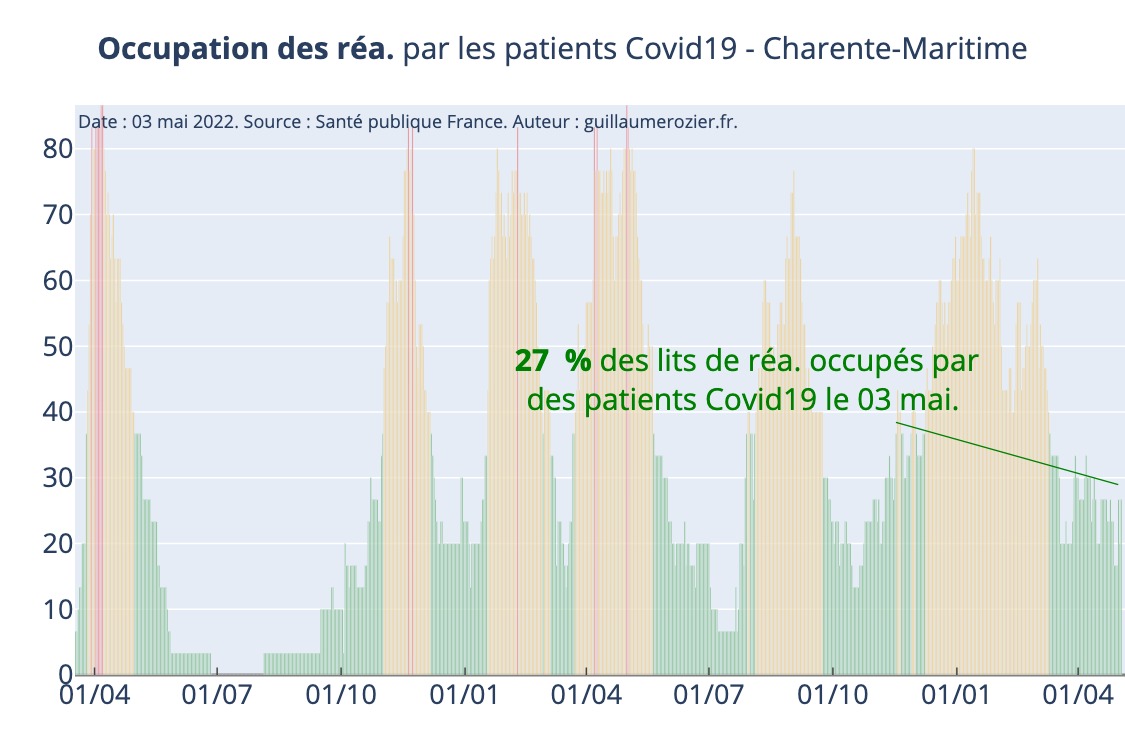 Occupation des réa. par les patients Covid19 - Charente-Maritime
Date : 03 mai 2022. Source : Santé publique France. Auteur : guillaumerozier.fr.
80
70
60
50
40
30
20
10
0
27  % des lits de réa. occupés par
des patients Covid19 le 03 mai.
01/04 01/07 01/10 01/01 01/04 01/07 01/10 01/01 01/04